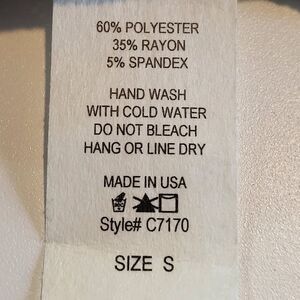 60% POLYESTER
35% RAYON
5% SPANDEX
HAND WASH
WITH COLD WATER
DO NOT BLEACH
HANG OR LINE DRY
MADE IN USA
Style# C7170
SIZE S